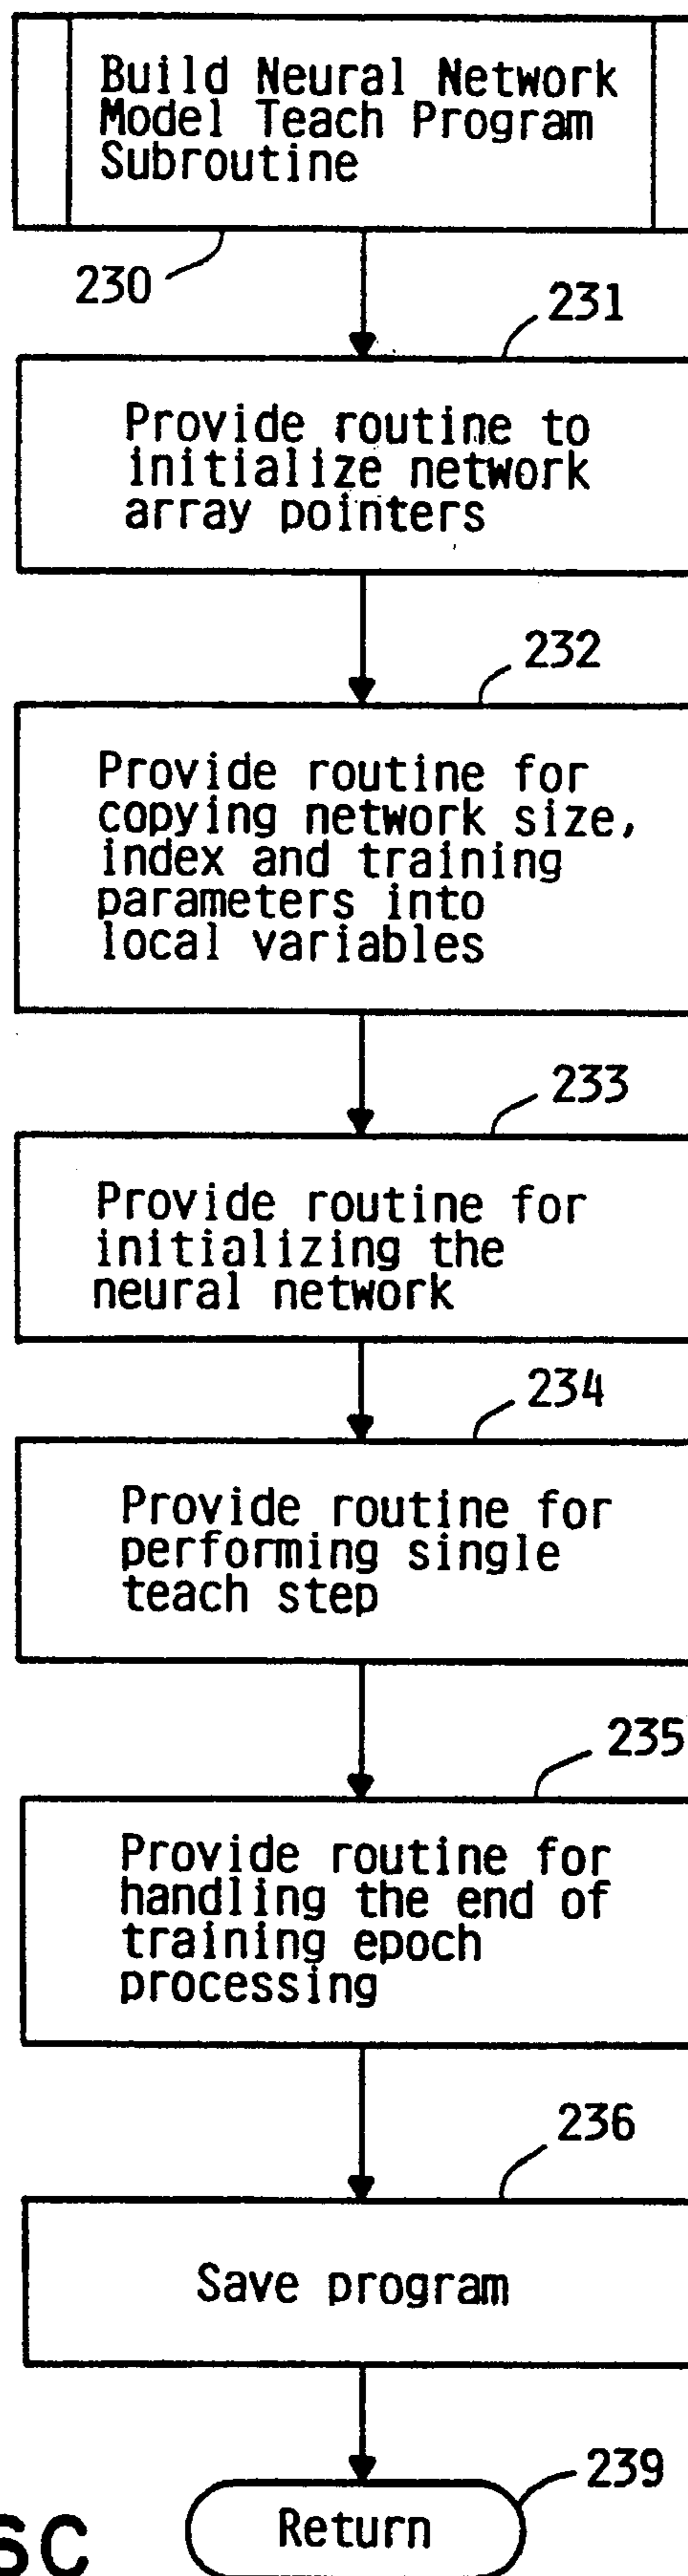 Build Neural Network
Model Teach Program
Subroutine
230
231
Provide routine to
initialize network
array pointers
232
Provide routine for
copying network size,
index and training
parameters into
local variables
233
Provide routine for
initializing the
neural network
234
Provide routine for
performing single
teach step
235
Provide routine for
handling the end of
training epoch
processing
236
Save program
239
Return